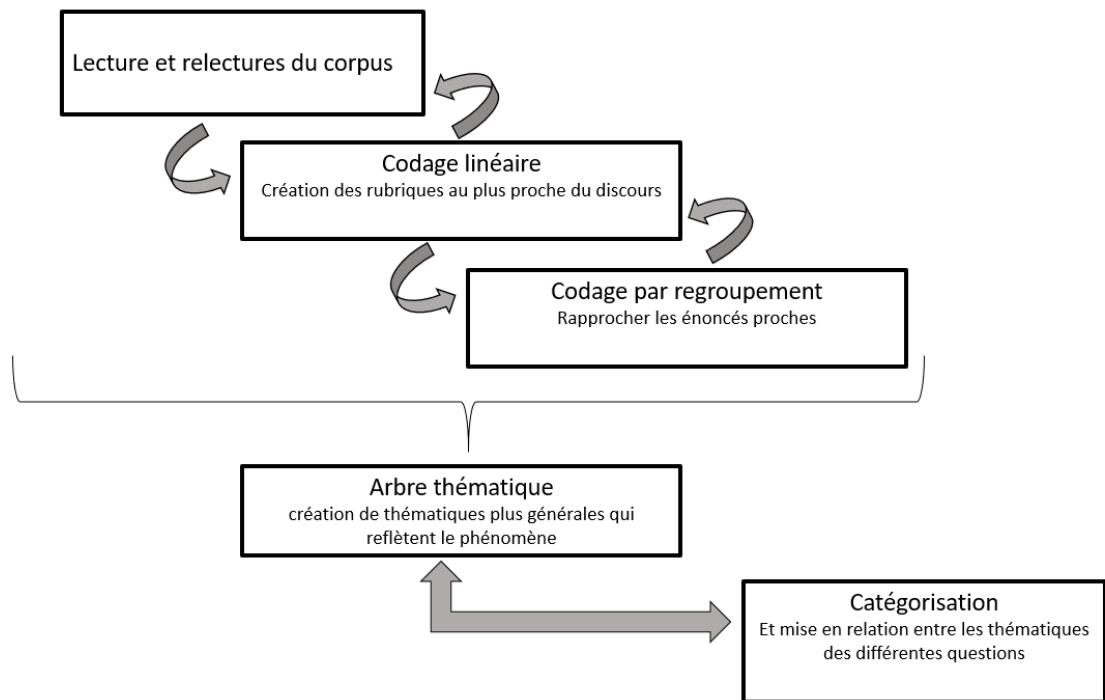 Lecture et relectures du corpus
Codage linéaire
Création des rubriques au plus proche du discours
Codage par regroupement
Rapprocher les énoncés proches
Arbre thématique
création de thématiques plus générales qui
reflètent le phénomène
Catégorisation
Et mise en relation entre les thématiques
des différentes questions